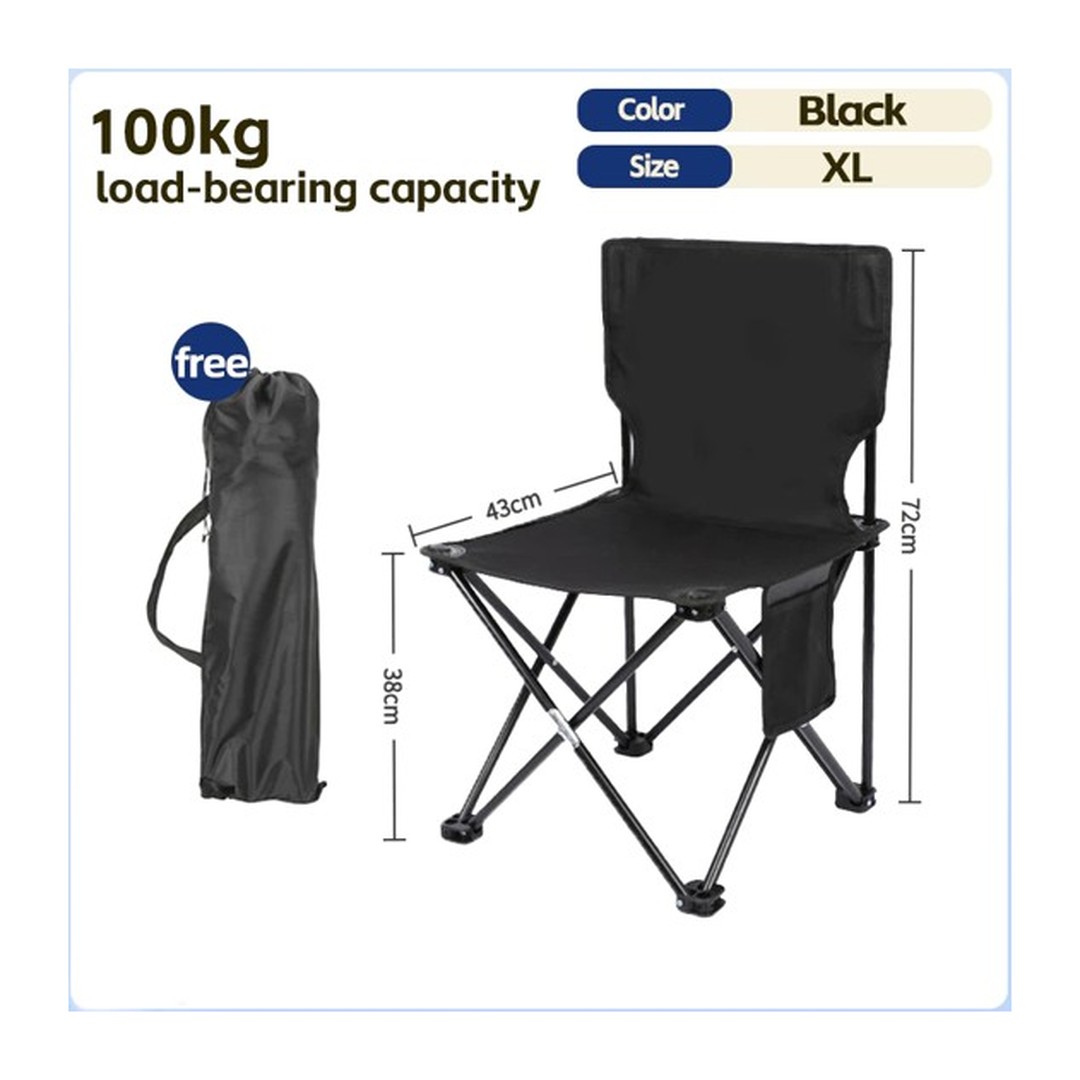 100kg
load-bearing capacity
Color Black
Size XL
free
43cm
72cm
38cm